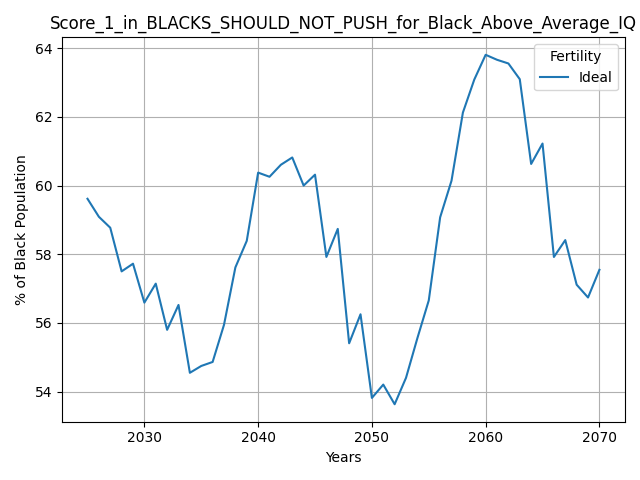 Score_1_in_BLACKS_SHOULD_NOT_PUSH_for_Black_Above_Average_IQ
Fertility
Ideal
% of Black Population
64
62
60
58
56
54
2030 2040 2050 2060 2070
Years